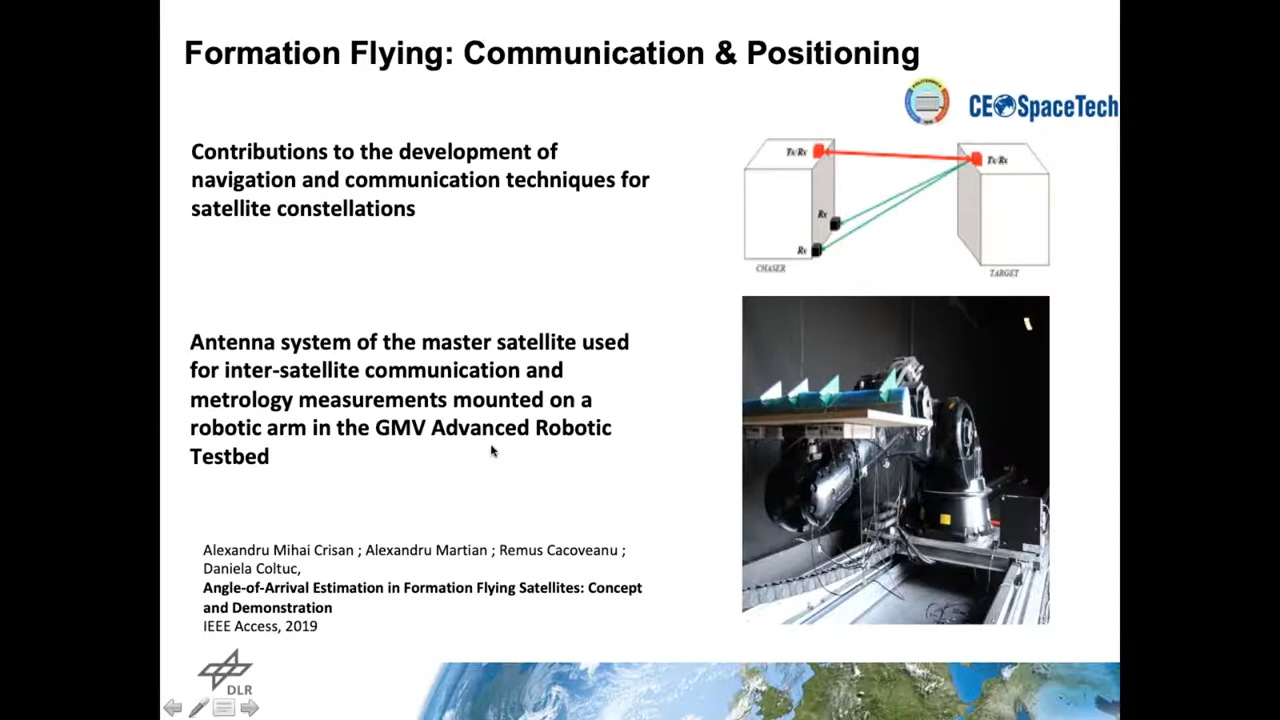 Formation Flying: Communication & Positioning
CEOSpaceTech
Contributions to the development of
navigation and communication techniques for
satellite constellations
Tx/Rx
Tx/Rx
Rx
Rx
CHASER
TARGET
Antenna system of the master satellite used
for inter-satellite communication and
metrology measurements mounted on a
robotic arm in the GMV Advanced Robotic
Testbed
Alexandru Mihai Crisan ; Alexandru Martian ; Remus Cacoveanu ;
Daniela Coltuc,
Angle-of-Arrival Estimation in Formation Flying Satellites: Concept
and Demonstration
IEEE Access, 2019
DLR